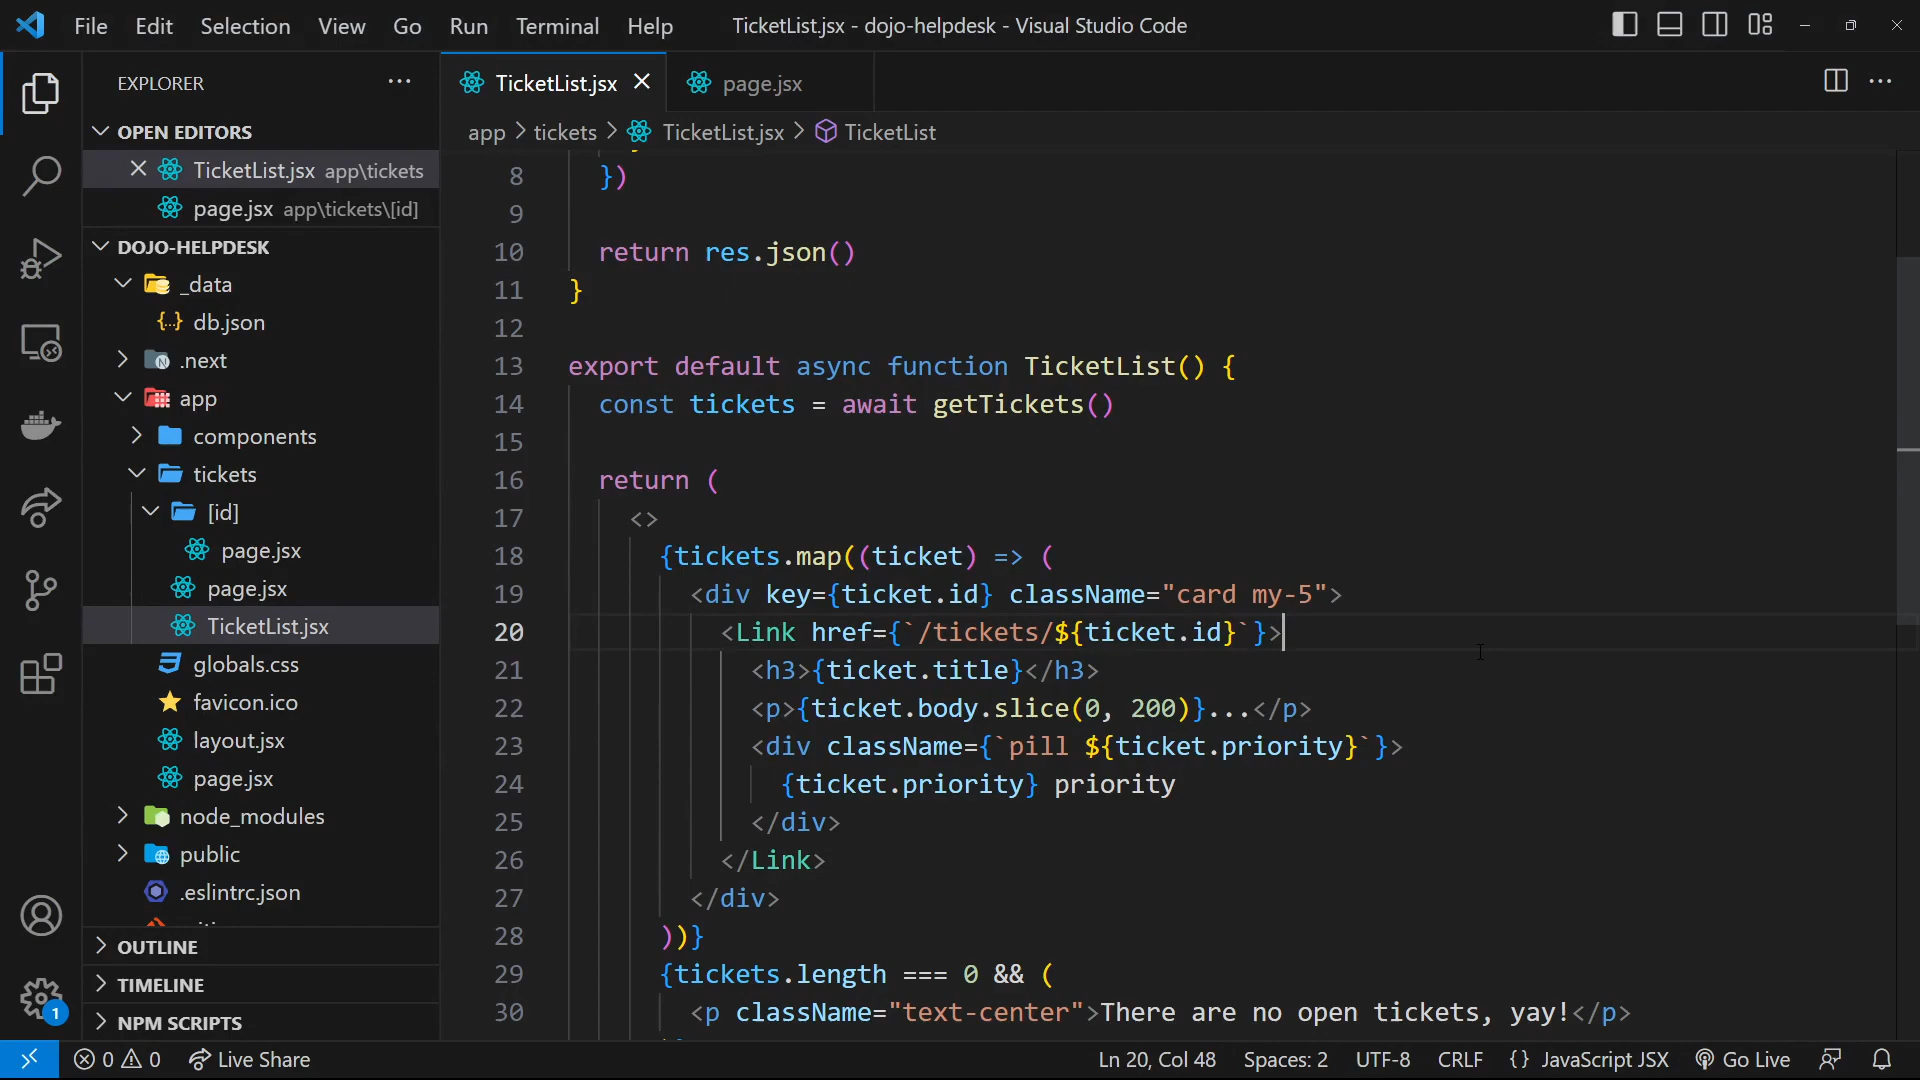 File Edit Selection View Go Run Terminal Help TicketList.jsx - dojo-helpdesk - Visual Studio Code
EXPLORER
OPEN EDITORS
TicketList.jsx app\tickets
page.jsx app\tickets\[id]
DOJO-HELPDESK
_data
db.json
.next
app
components
tickets
[id]
page.jsx
page.jsx
TicketList.jsx
globals.css
favicon.ico
layout.jsx
page.jsx
node_modules
public
.eslintrc.json
OUTLINE
TIMELINE
NPM SCRIPTS
1
TicketList.jsx page.jsx
app > tickets > TicketList.jsx > TicketList
8 })
9
10 return res.json()
11 }
12
13 export default async function TicketList() {
14 const tickets = await getTickets()
15
16 return (
17 <>
18 {tickets.map((ticket) => (
19 <div key={ticket.id} className="card my-5">
20 <Link href={`/tickets/${ticket.id}`}>
21 <h3>{ticket.title}</h3>
22 <p>{ticket.body.slice(0, 200)}...</p>
23 <div className={`pill ${ticket.priority}`}>
24 {ticket.priority} priority
25 </div>
26 </Link>
27 </div>
28 ))}
29 {tickets.length === 0 && (
30 <p className="text-center">There are no open tickets, yay!</p>
0 0 Live Share Ln 20, Col 48 Spaces: 2 UTF-8 CRLF {} JavaScript JSX Go Live